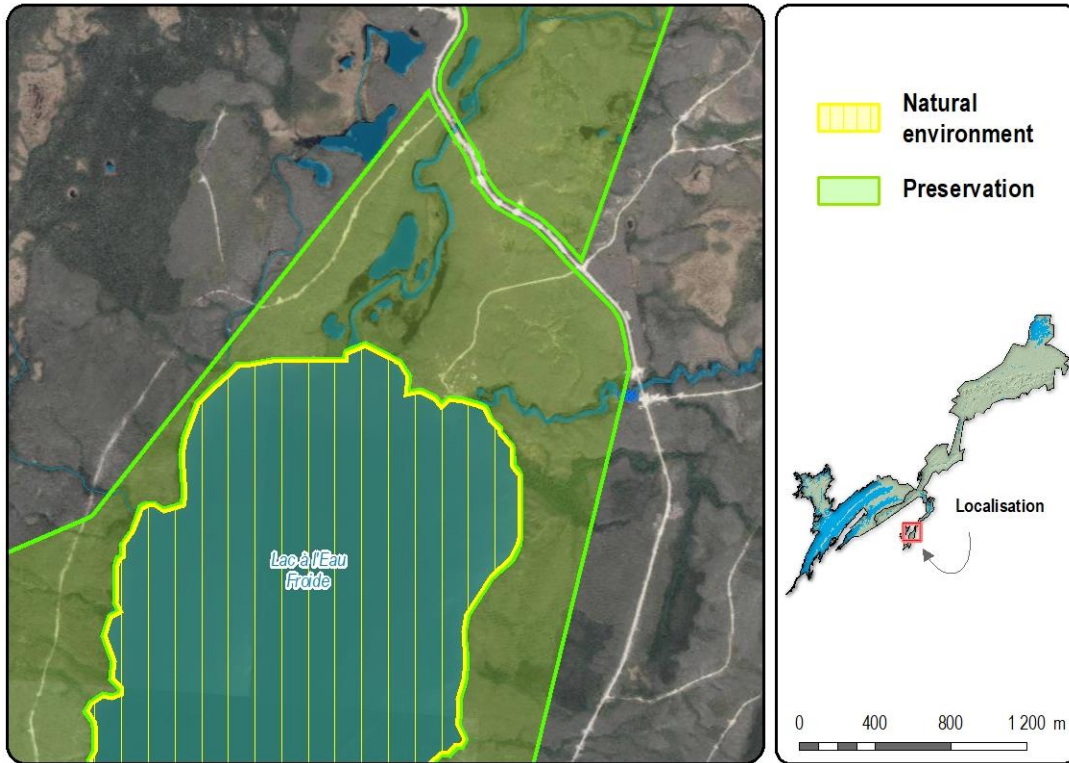 Lac à l'Eau
Froide
Natural
environment
Preservation
Localisation
0 400 800 1 200 m